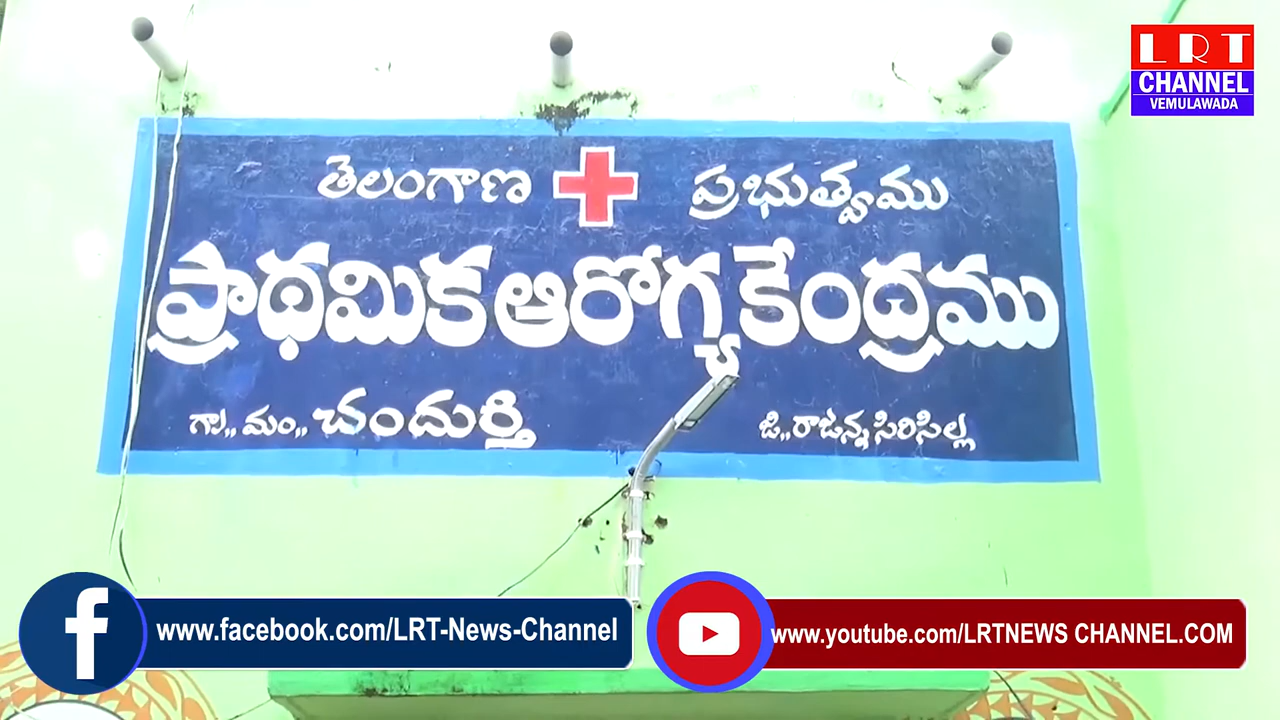 LRT
CHANNEL
VEMULAWADA
తెలంగాణ ప్రభుత్వము
ప్రాథమిక ఆరోగ్య కేంద్రము
గ్రా,, మం,, చందుర్తి జి,,రాజన్న సిరిసిల్ల
www.facebook.com/LRT-News-Channel
www.youtube.com/LRTNEWS CHANNEL.COM